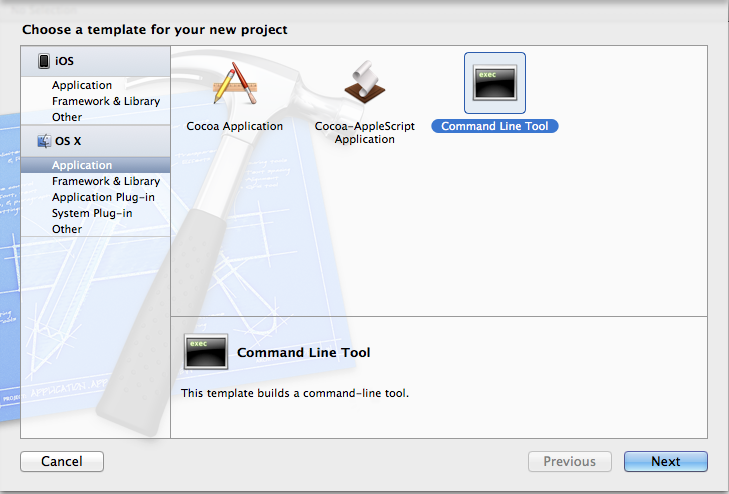 Choose a template for your new project
iOS
Application
Framework & Library
Other
OS X
Application
Framework & Library
Application Plug-in
System Plug-in
Other
Cocoa Application
Cocoa-AppleScript
Application
exec
Command Line Tool
exec
Command Line Tool
This template builds a command-line tool.
Cancel
Previous
Next